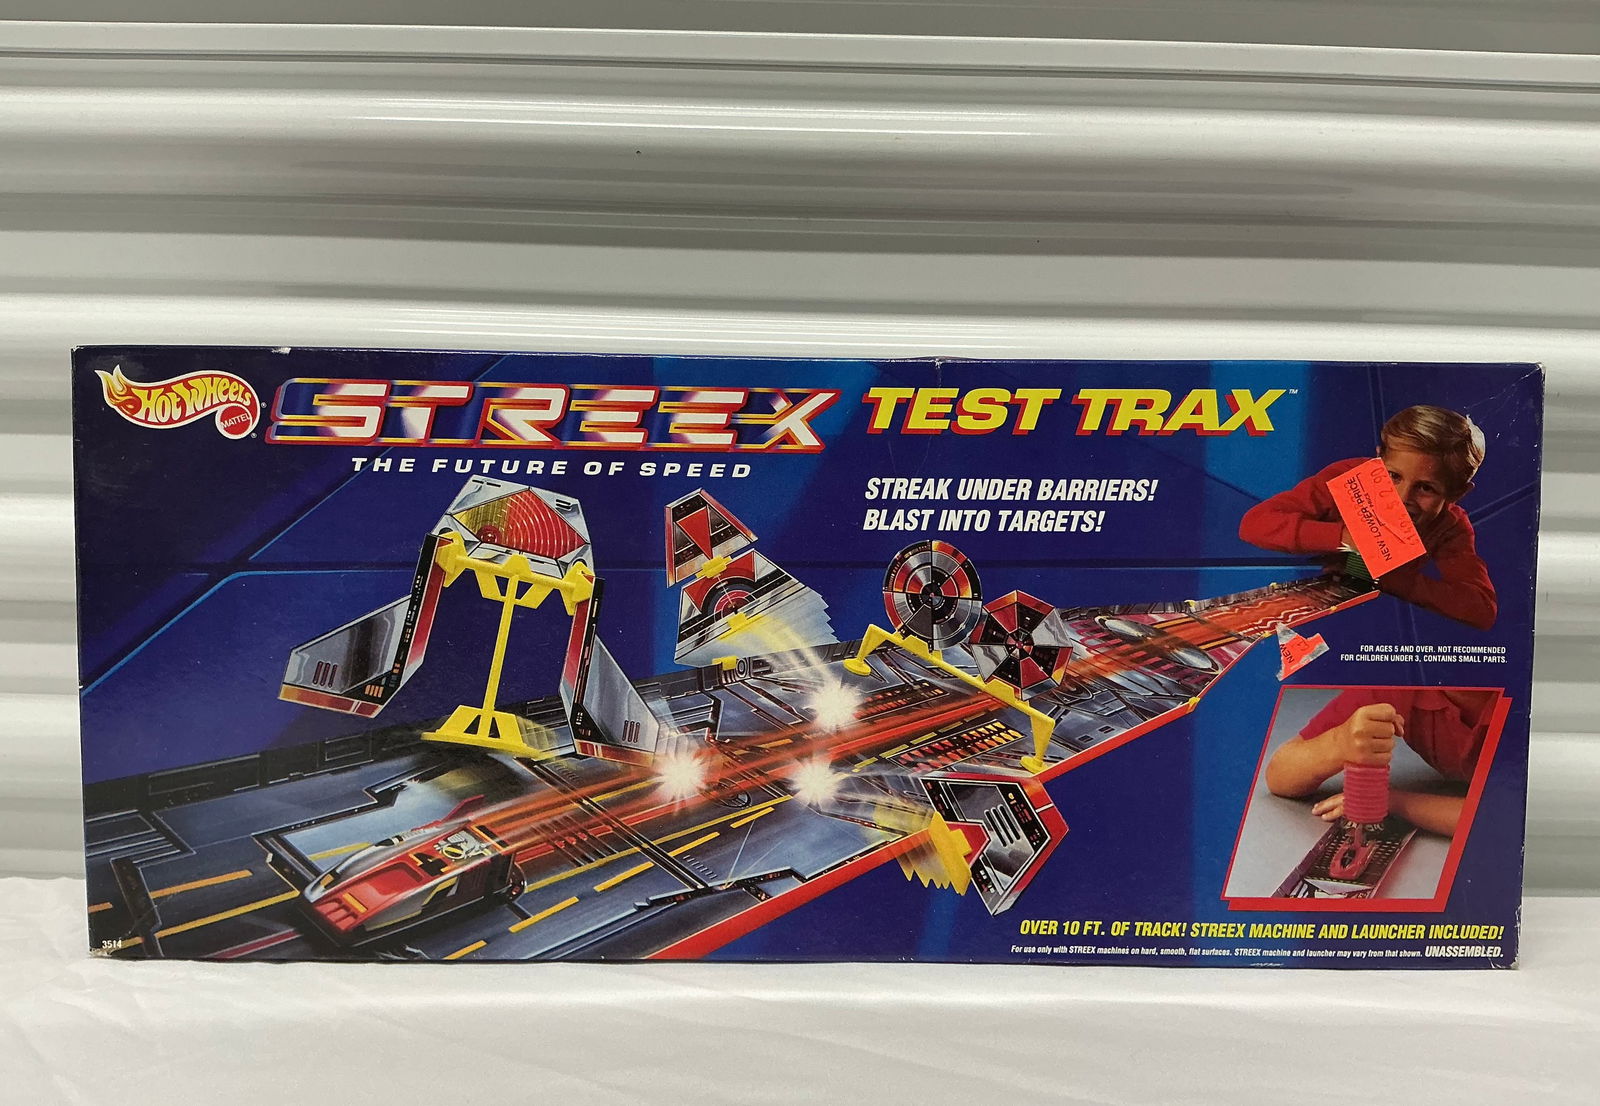 HOT WHEELS
MATTEL
STREEX
THE FUTURE OF SPEED
TEST TRAX™
STREAK UNDER BARRIERS!
BLAST INTO TARGETS!
NEW LOWER PRICE
FOR AGES 5 AND OVER. NOT RECOMMENDED
FOR CHILDREN UNDER 3, CONTAINS SMALL PARTS.
NEW
OVER 10 FT. OF TRACK! STREEX MACHINE AND LAUNCHER INCLUDED!
For use only with STREEX machines on hard, smooth, flat surfaces. STREEX machine and launcher may vary from that shown. UNASSEMBLED.
3514